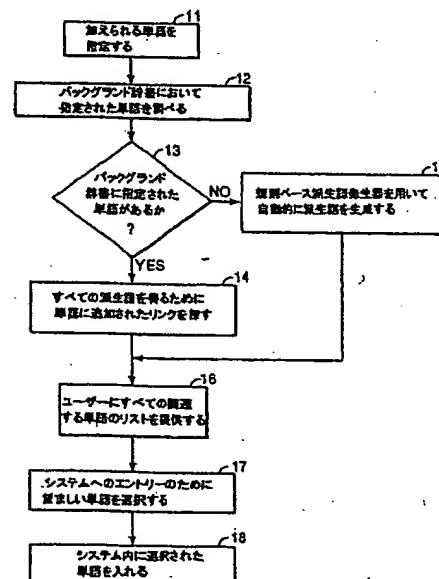 11
加えられる単語を
指定する
12
バックグランド辞書において
指定された単語を調べる
13
バックグランド
辞書に指定された
単語があるか
?
NO
YES
1
規則ベース派生語発生器を用いて
自動的に派生語を生成する
14
すべての派生語を得るために
単語に追加されたリンクを探す
16
ユーザーにすべての関連
する単語のリストを提供する
17
システムへのエントリーのために
望ましい単語を選択する
18
システム内に選択された
単語を入れる